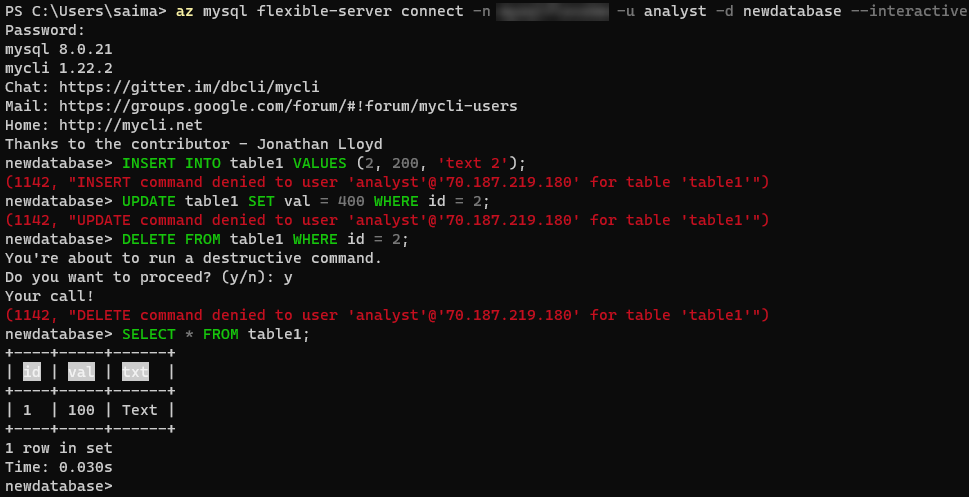 PS C:\Users\saima> az mysql flexible-server connect -n -u analyst -d newdatabase --interactive
Password:
mysql 8.0.21
mycli 1.22.2
Chat: https://gitter.im/dbcli/mycli
Mail: https://groups.google.com/forum/#!forum/mycli-users
Home: http://mycli.net
Thanks to the contributor - Jonathan Lloyd
newdatabase> INSERT INTO table1 VALUES (2, 200, 'text 2');
(1142, "INSERT command denied to user 'analyst'@'70.187.219.180' for table 'table1'")
newdatabase> UPDATE table1 SET val = 400 WHERE id = 2;
(1142, "UPDATE command denied to user 'analyst'@'70.187.219.180' for table 'table1'")
newdatabase> DELETE FROM table1 WHERE id = 2;
You're about to run a destructive command.
Do you want to proceed? (y/n): y
Your call!
(1142, "DELETE command denied to user 'analyst'@'70.187.219.180' for table 'table1'")
newdatabase> SELECT * FROM table1;
+----+-----+------+
| id | val | txt  |
+----+-----+------+
| 1  | 100 | Text |
+----+-----+------+
1 row in set
Time: 0.030s
newdatabase>